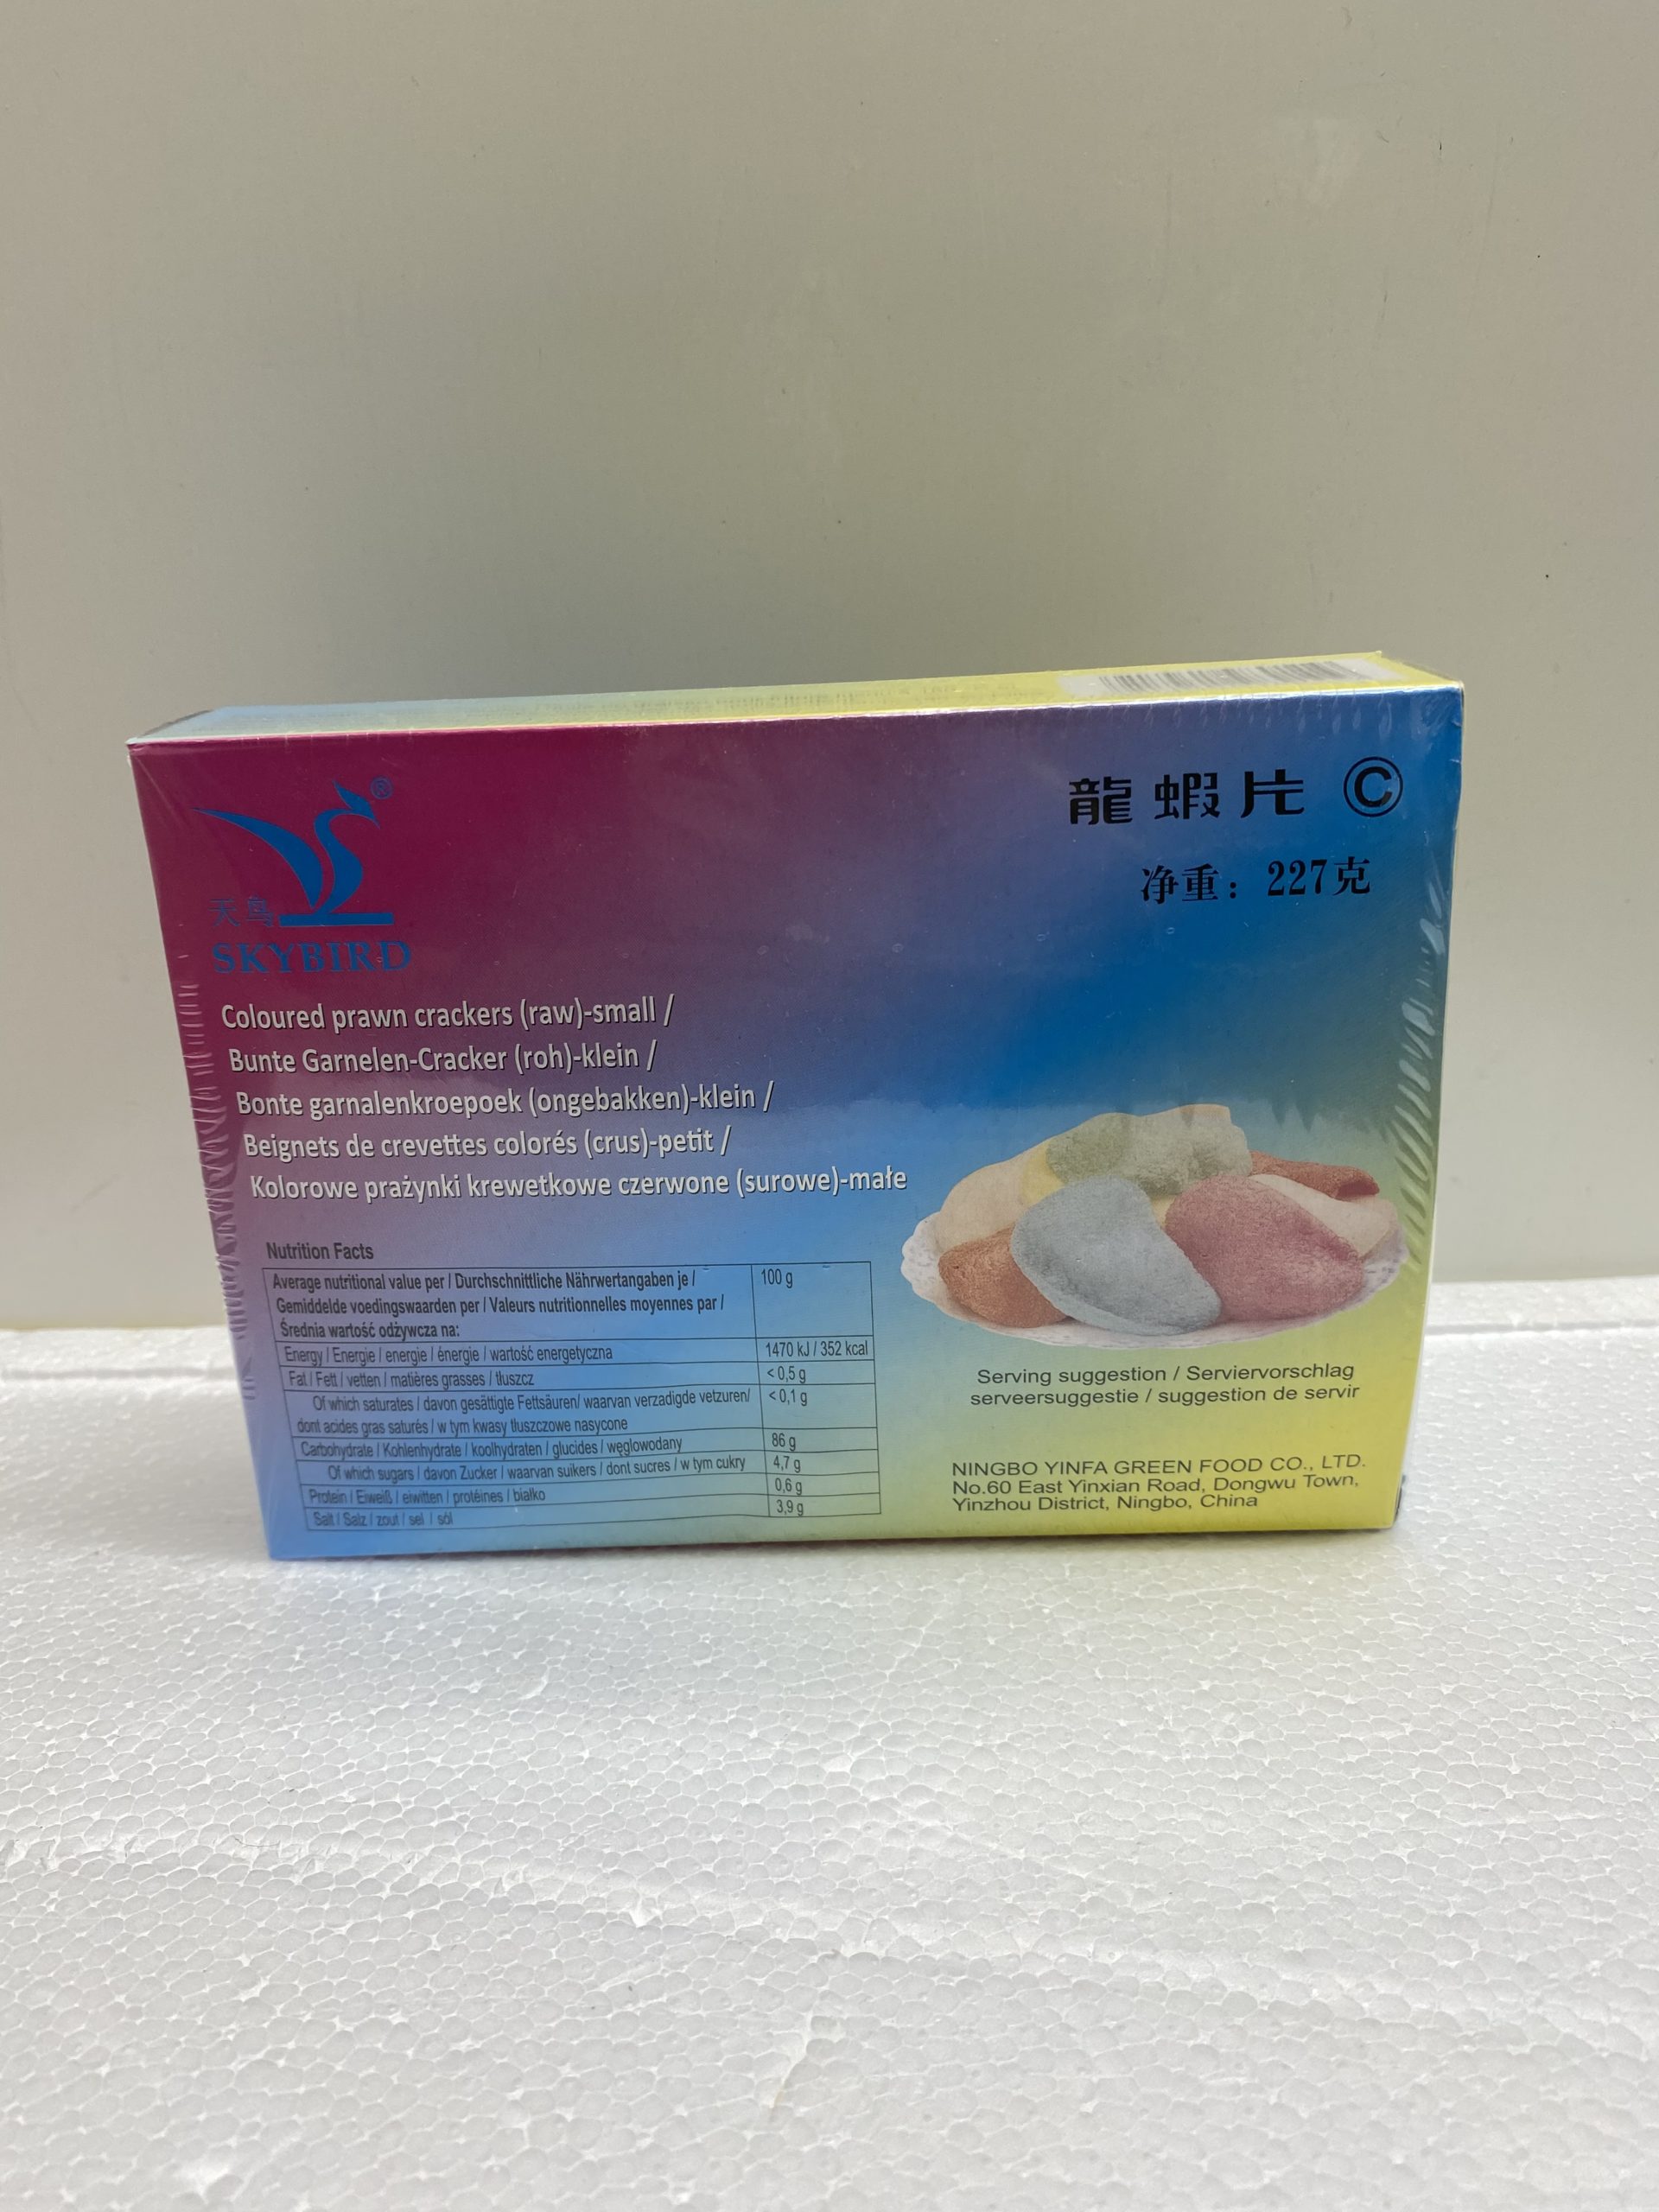 ®
天鸟
SKYBIRD
龍蝦片 ©
净重：227克
Coloured prawn crackers (raw)-small /
Bunte Garnelen-Cracker (roh)-klein /
Bonte garnalenkroepoek (ongebakken)-klein /
Beignets de crevettes colorés (crus)-petit /
Kolorowe prażynki krewetkowe czerwone (surowe)-małe
Nutrition Facts
Average nutritional value per / Durchschnittliche Nährwertangaben je / 100 g
Gemiddelde voedingswaarden per / Valeurs nutritionnelles moyennes par /
Średnia wartość odżywcza na:
Energy / Energie / energie / énergie / wartość energetyczna 1470 kJ / 352 kcal
Fat / Fett / vetten / matières grasses / tłuszcz <0,5 g
Of which saturates / davon gesättigte Fettsäuren/ waarvan verzadigde vetzuren/ <0,1 g
dont acides gras saturés / w tym kwasy tłuszczowe nasycone
Carbohydrate / Kohlenhydrate / koolhydraten / glucides / węglowodany 86 g
Of which sugars / davon Zucker / waarvan suikers / dont sucres / w tym cukry 4,7 g
Protein / Eiweiß / eiwitten / protéines / białko 0,6 g
Salt / Salz / zout / sel / sól 3,9 g
Serving suggestion / Serviervorschlag
serveersuggestie / suggestion de servir
NINGBO YINFA GREEN FOOD CO., LTD.
No.60 East Yinxian Road, Dongwu Town,
Yinzhou District, Ningbo, China